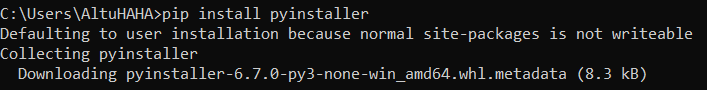 C:\Users\AltuHAHA>pip install pyinstaller
Defaulting to user installation because normal site-packages is not writeable
Collecting pyinstaller
  Downloading pyinstaller-6.7.0-py3-none-win_amd64.whl.metadata (8.3 kB)